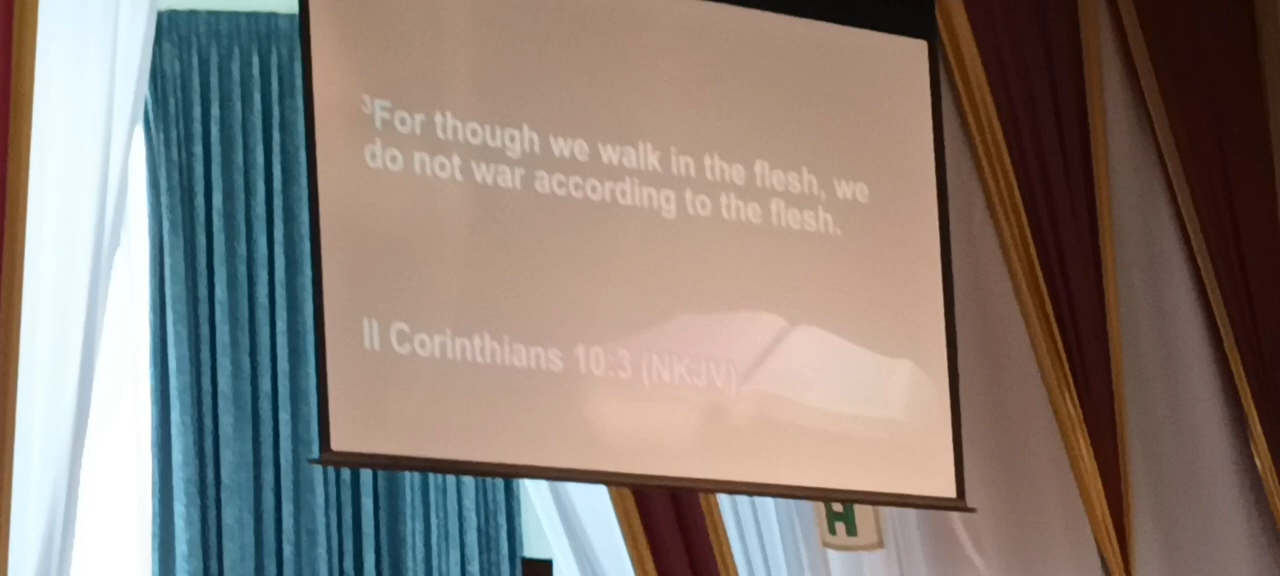 ³For though we walk in the flesh, we
do not war according to the flesh.
II Corinthians 10:3 (NKJV)
H